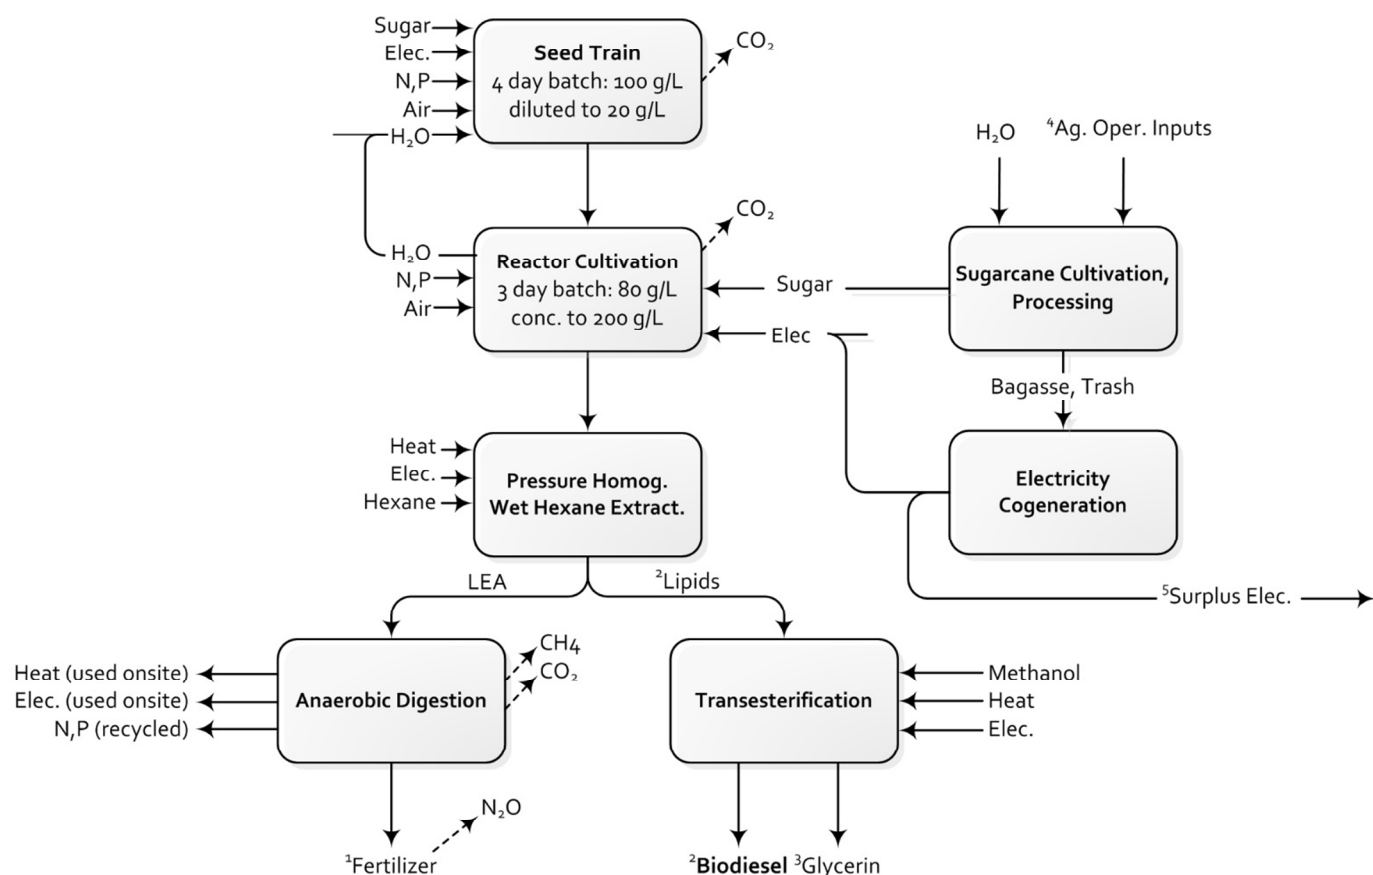 Sugar
Elec.
N,P
Air
H₂O
Seed Train
4 day batch: 100 g/L
diluted to 20 g/L
CO₂
H₂O
⁴Ag. Oper. Inputs
H₂O
N,P
Air
Reactor Cultivation
3 day batch: 80 g/L
conc. to 200 g/L
CO₂
Sugar
Elec
Sugarcane Cultivation,
Processing
Bagasse, Trash
Heat
Elec.
Hexane
Pressure Homog.
Wet Hexane Extract.
Electricity
Cogeneration
LEA
²Lipids
⁵Surplus Elec.
Heat (used onsite)
Elec. (used onsite)
N,P (recycled)
Anaerobic Digestion
CH4
CO₂
Transesterification
Methanol
Heat
Elec.
N₂O
¹Fertilizer
²Biodiesel
³Glycerin